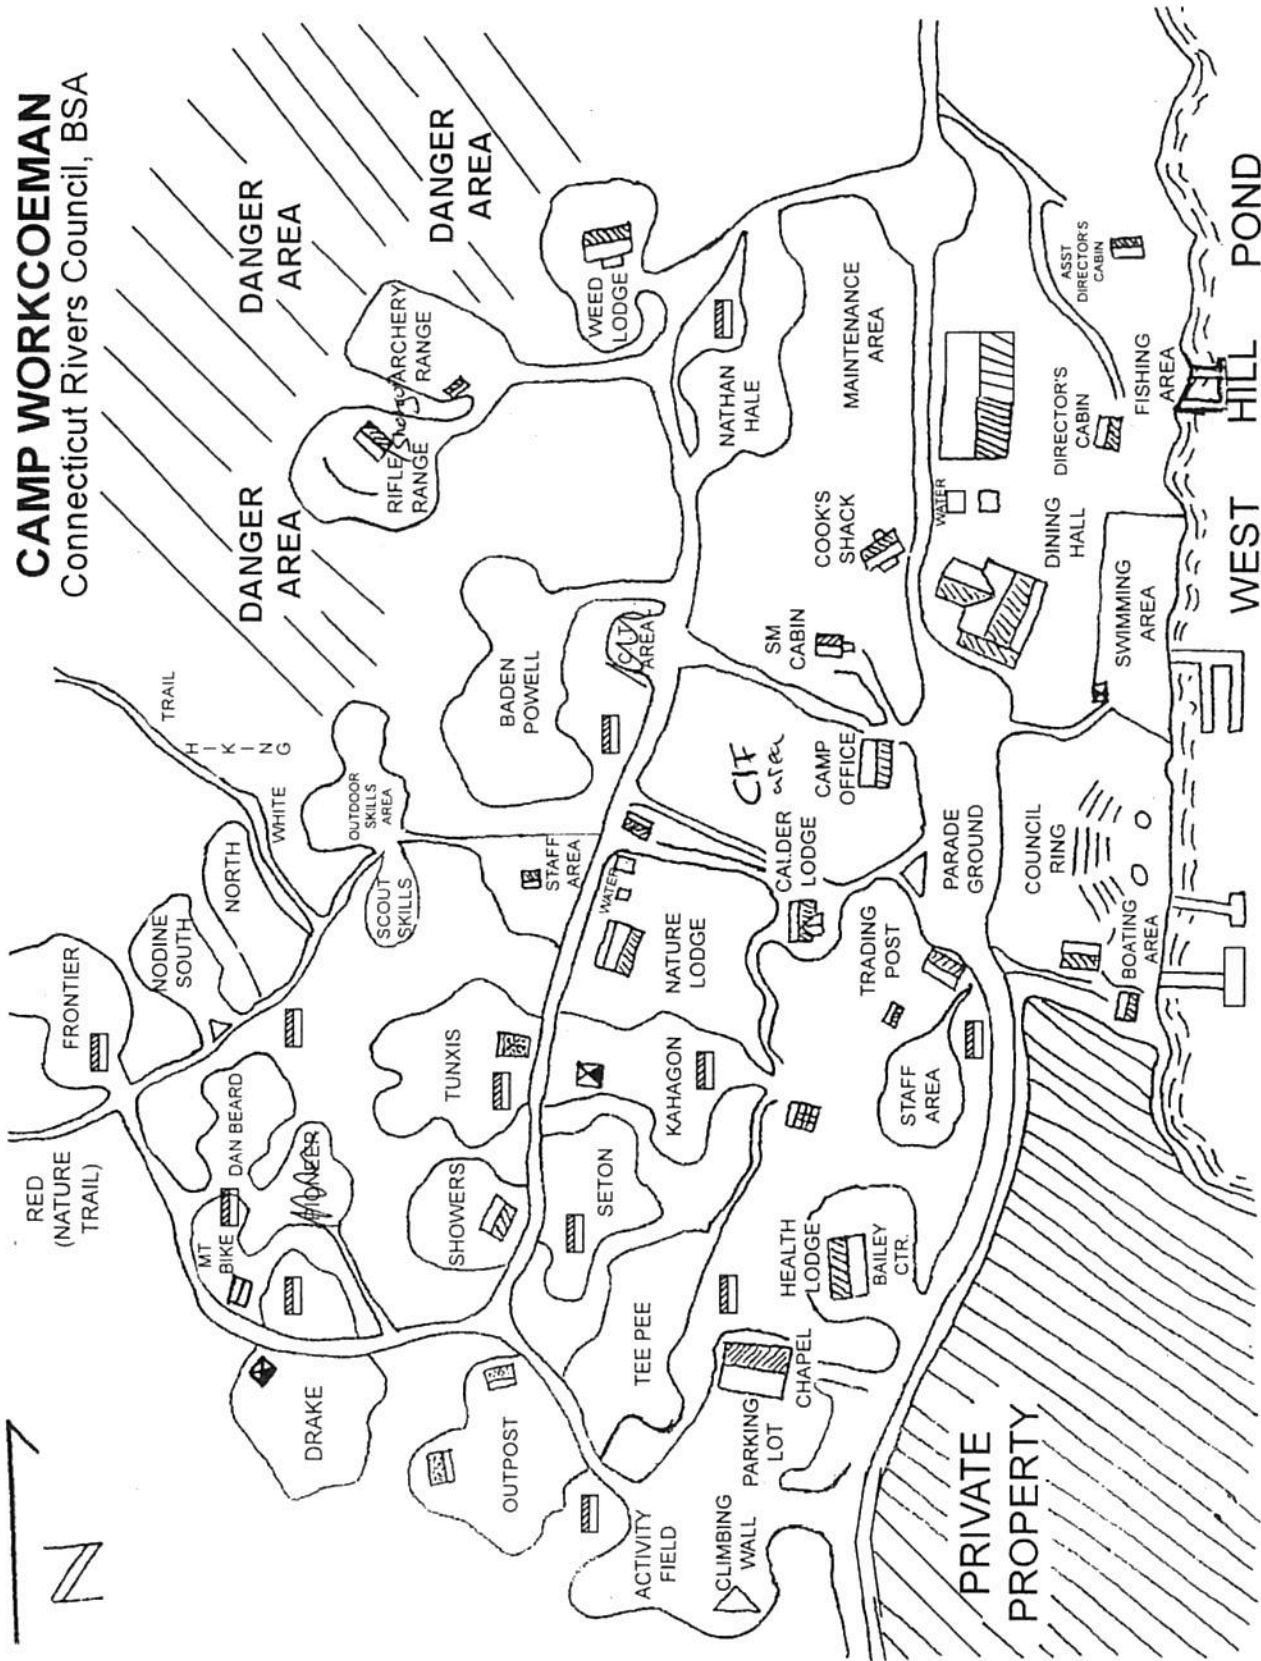 CAMP WORKCOEMAN
Connecticut Rivers Council, BSA
N
RED
(NATURE
TRAIL)
FRONTIER
NODINE
SOUTH
NORTH
WHITE
HIKING
TRAIL
DANGER
AREA
DANGER
AREA
DANGER
AREA
MT
BIKE
DAN BEARD
PIONEER
DRAKE
OUTDOOR
SKILLS
AREA
SCOUT
SKILLS
RIFLE
RANGE
Shotgun
ARCHERY
RANGE
WEED
LODGE
OUTPOST
SHOWERS
TUNXIS
STAFF
AREA
BADEN
POWELL
C.I.T
AREA
NATHAN
HALE
ACTIVITY
FIELD
TEE PEE
SETON
KAHAGON
NATURE
LODGE
WATER
CIT
area
CLIMBING
WALL
PARKING
LOT
CHAPEL
HEALTH
LODGE
BAILEY
CTR.
STAFF
AREA
TRADING
POST
CALDER
LODGE
CAMP
OFFICE
SM
CABIN
COOK'S
SHACK
MAINTENANCE
AREA
PARADE
GROUND
WATER
COUNCIL
RING
DINING
HALL
DIRECTOR'S
CABIN
ASST
DIRECTOR'S
CABIN
BOATING
AREA
SWIMMING
AREA
FISHING
AREA
PRIVATE
PROPERTY
WEST HILL POND